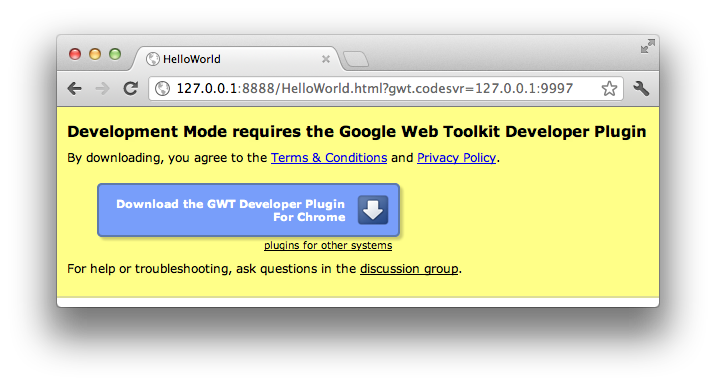 HelloWorld
127.0.0.1:8888/HelloWorld.html?gwt.codesvr=127.0.0.1:9997
Development Mode requires the Google Web Toolkit Developer Plugin
By downloading, you agree to the Terms & Conditions and Privacy Policy.
Download the GWT Developer Plugin
For Chrome
plugins for other systems
For help or troubleshooting, ask questions in the discussion group.